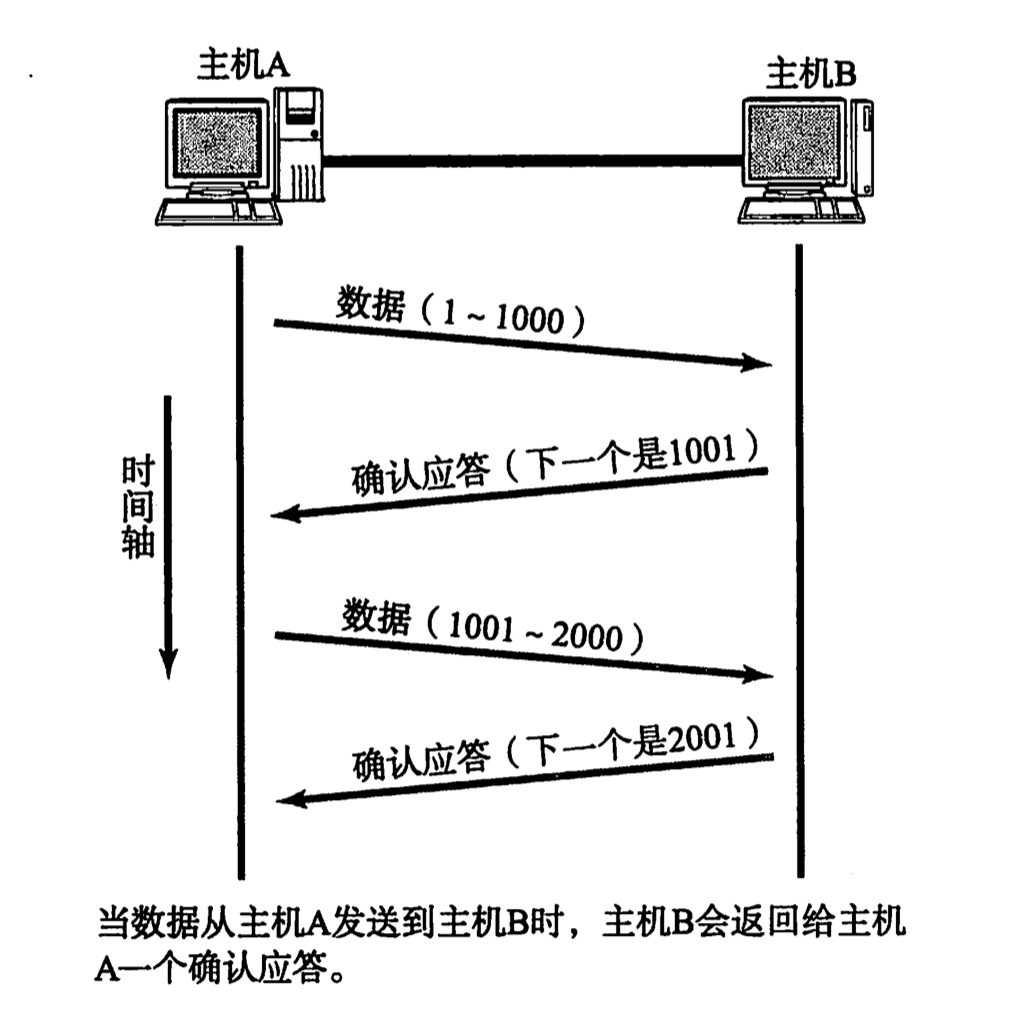 主机A
主机B
数据（1～1000）
确认应答（下一个是1001）
时间轴
数据（1001～2000）
确认应答（下一个是2001）
当数据从主机A发送到主机B时，主机B会返回给主机
A一个确认应答。